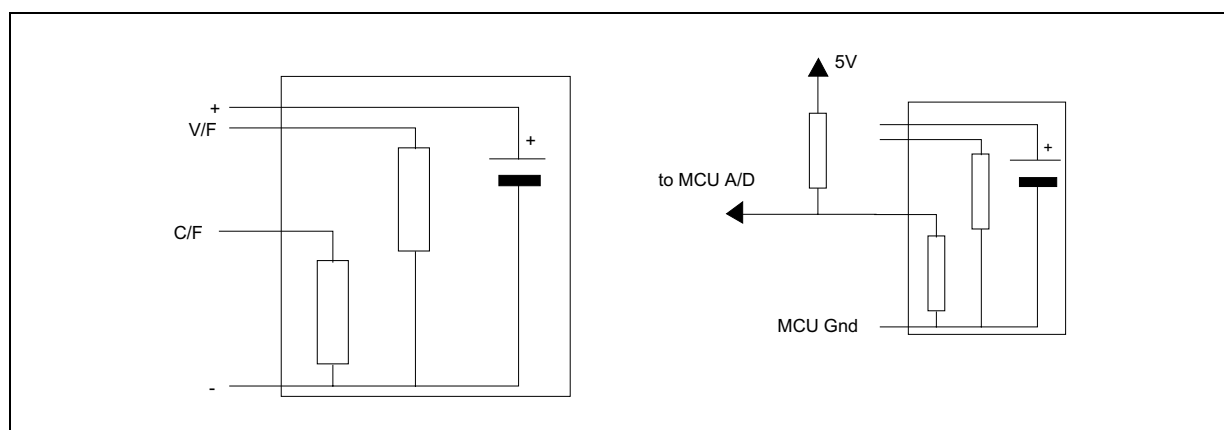 +
V/F
+
C/F
-
5V
+
to MCU A/D
MCU Gnd